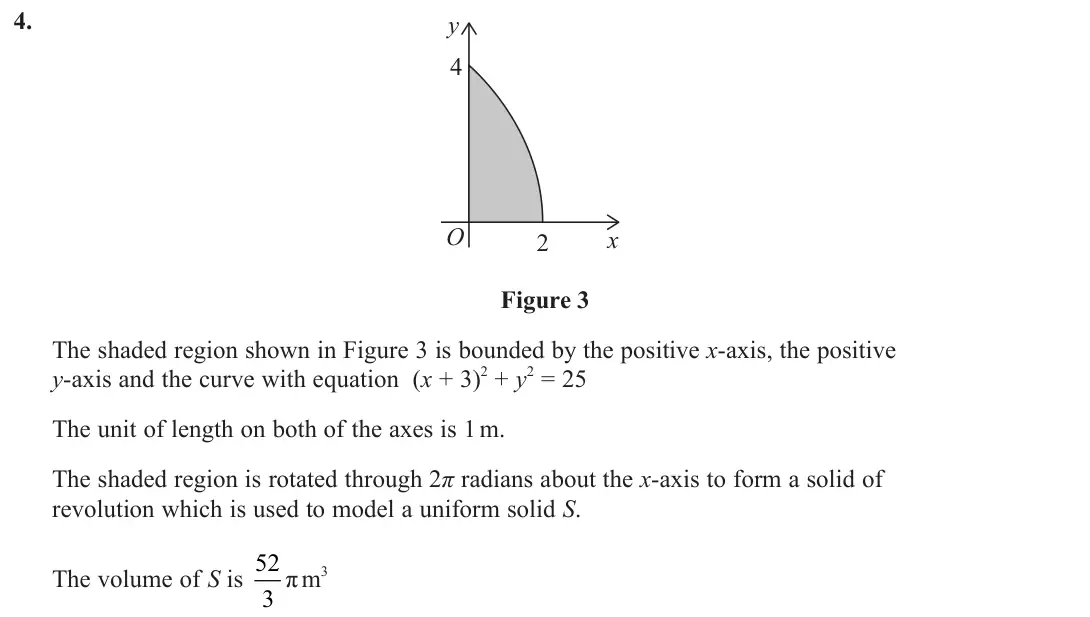 4.
y
4
O
2
x
Figure 3
The shaded region shown in Figure 3 is bounded by the positive x-axis, the positive
y-axis and the curve with equation (x + 3)² + y² = 25
The unit of length on both of the axes is 1 m.
The shaded region is rotated through 2π radians about the x-axis to form a solid of
revolution which is used to model a uniform solid S.
The volume of S is 52/3 π m³